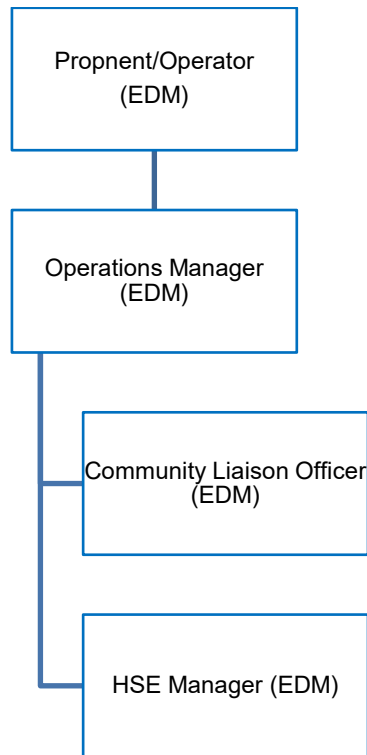 Propnent/Operator
(EDM)
Operations Manager
(EDM)
Community Liaison Officer
(EDM)
HSE Manager (EDM)